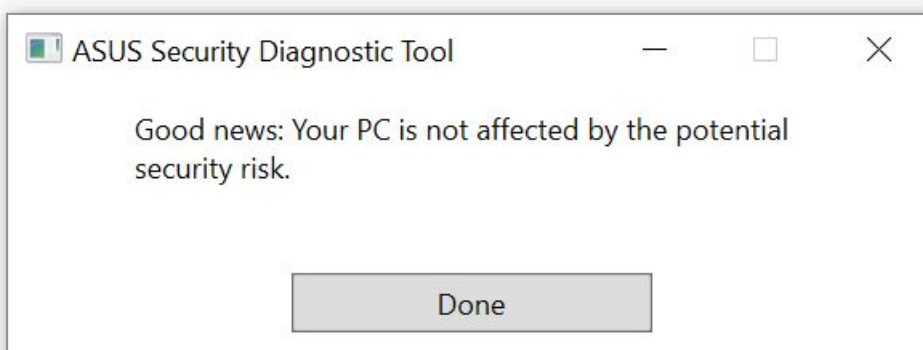 ASUS Security Diagnostic Tool
Good news: Your PC is not affected by the potential
security risk.
Done